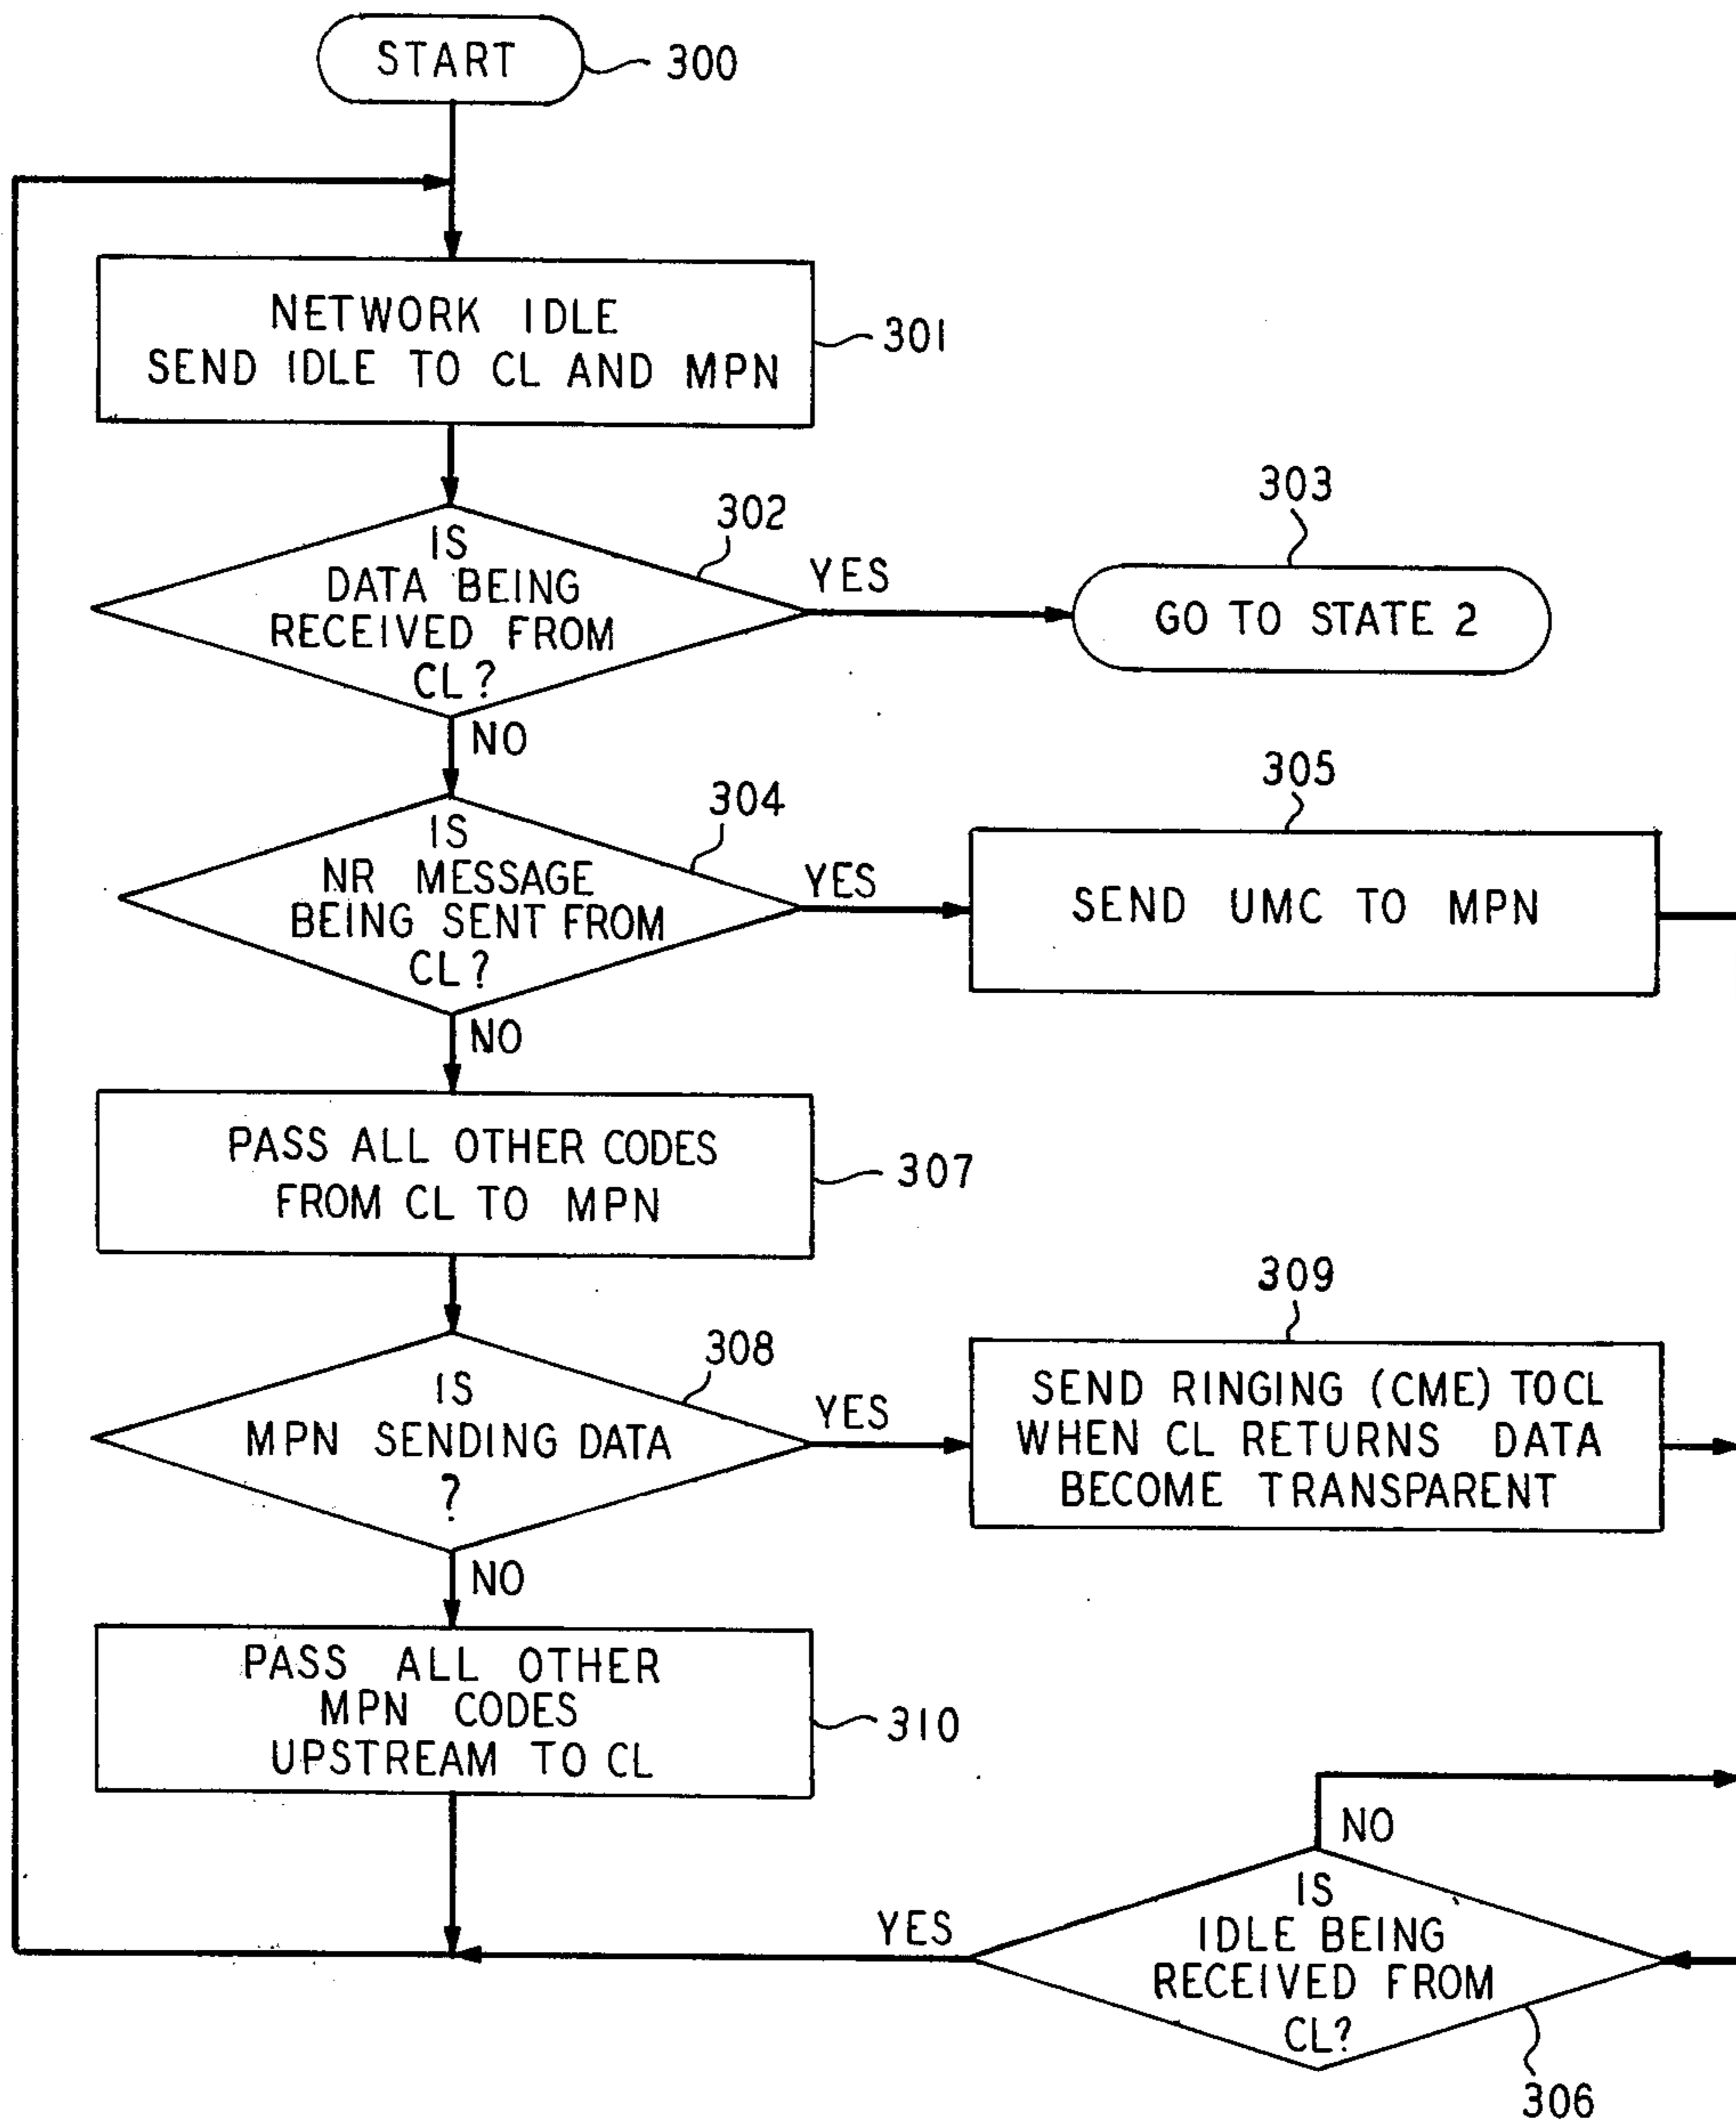 START
300
NETWORK IDLE
SEND IDLE TO CL AND MPN
301
IS
DATA BEING
RECEIVED FROM
CL?
302
YES
303
GO TO STATE 2
NO
IS
NR MESSAGE
BEING SENT FROM
CL?
304
YES
305
SEND UMC TO MPN
NO
PASS ALL OTHER CODES
FROM CL TO MPN
307
IS
MPN SENDING DATA
?
308
YES
309
SEND RINGING (CME) TO CL
WHEN CL RETURNS DATA
BECOME TRANSPARENT
NO
PASS ALL OTHER
MPN CODES
UPSTREAM TO CL
310
NO
YES
IS
IDLE BEING
RECEIVED FROM
CL?
306